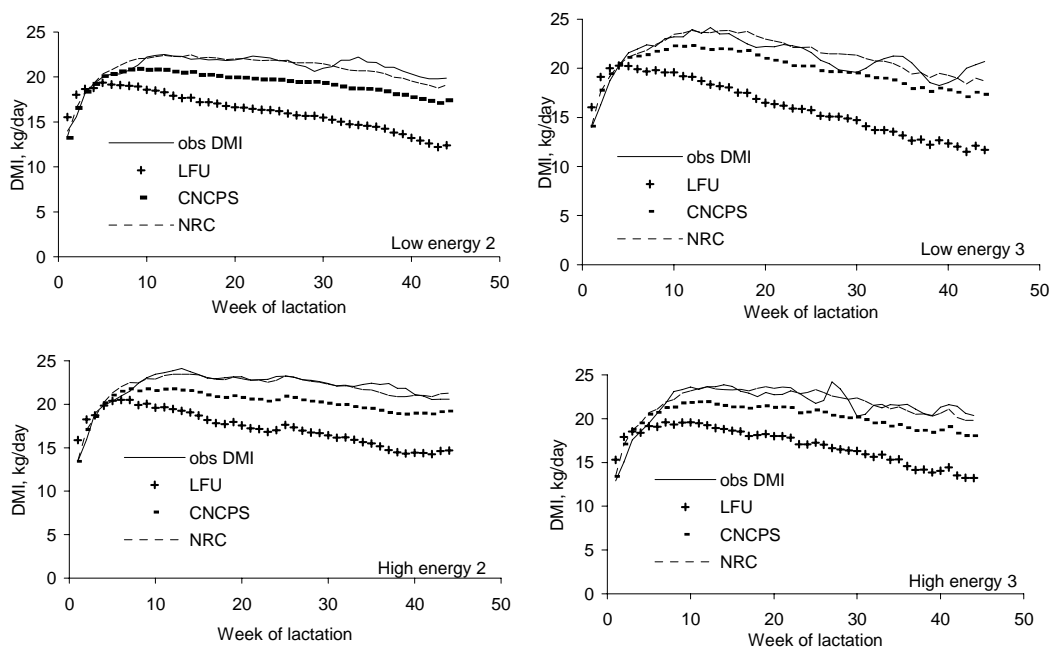 25
20
15
10
5
0
DMI, kg/day
obs DMI
LFU
CNCPS
NRC
Low energy 2
0 10 20 30 40 50
Week of lactation
25
20
15
10
5
0
DMI, kg/day
obs DMI
LFU
CNCPS
NRC
Low energy 3
0 10 20 30 40 50
Week of lactation
25
20
15
10
5
0
DMI, kg/day
obs DMI
LFU
CNCPS
NRC
High energy 2
0 10 20 30 40 50
Week of lactation
25
20
15
10
5
0
DMI, kg/day
obs DMI
LFU
CNCPS
NRC
High energy 3
0 10 20 30 40 50
Week of lactation